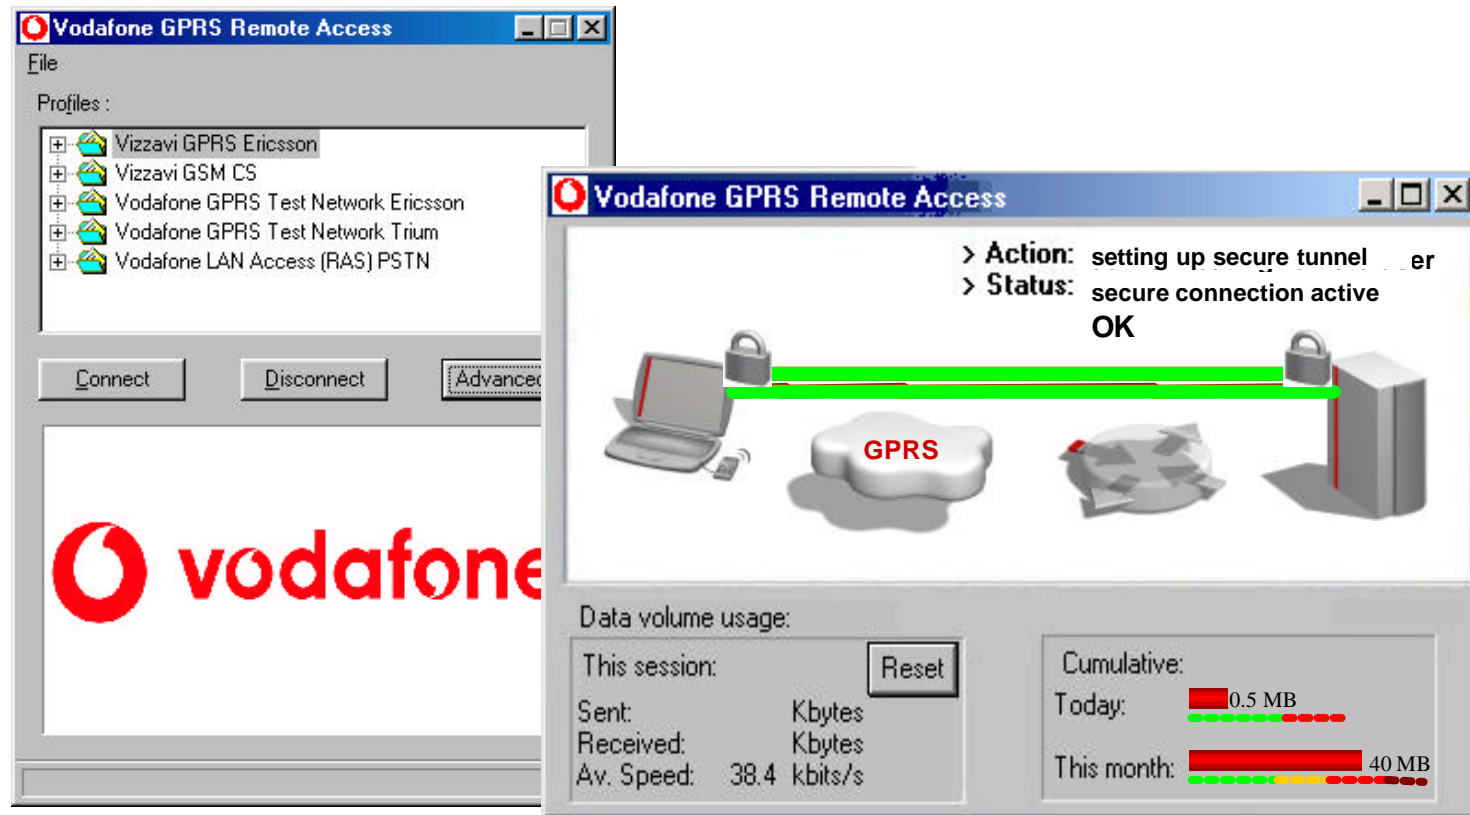 Vodafone GPRS Remote Access
File
Profiles :
Vizzavi GPRS Ericsson
Vizzavi GSM CS
Vodafone GPRS Test Network Ericsson
Vodafone GPRS Test Network Trium
Vodafone LAN Access (RAS) PSTN
Connect Disconnect Advanced
vodafone
Vodafone GPRS Remote Access
> Action: setting up secure tunnel
> Status: secure connection active
OK
GPRS
Data volume usage:
This session: Reset
Sent: Kbytes
Received: Kbytes
Av. Speed: 38.4 kbits/s
Cumulative:
Today: 0.5 MB
This month: 40 MB